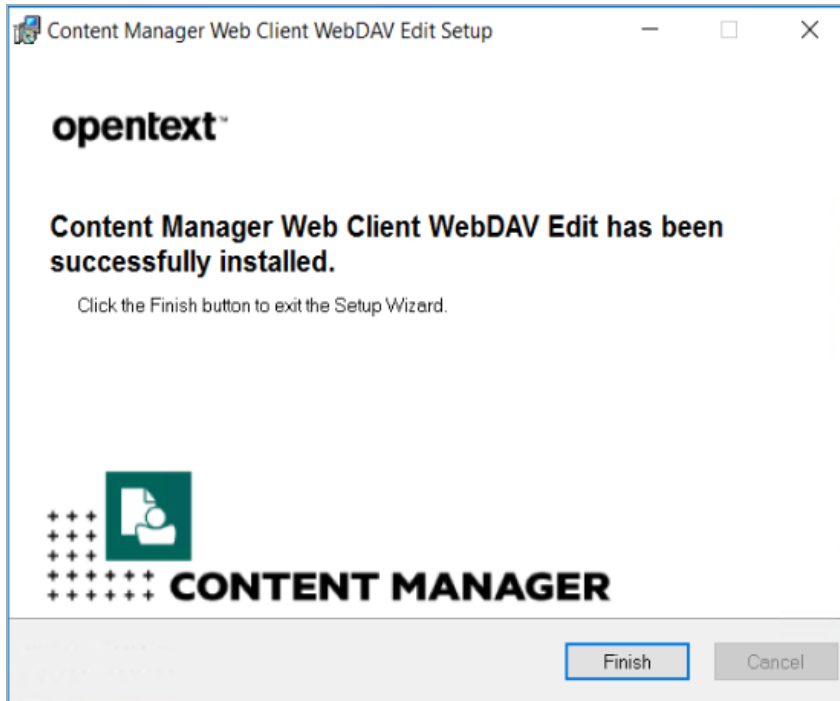 Content Manager Web Client WebDAV Edit Setup
opentext™
Content Manager Web Client WebDAV Edit has been
successfully installed.
Click the Finish button to exit the Setup Wizard.
CONTENT MANAGER
Finish
Cancel